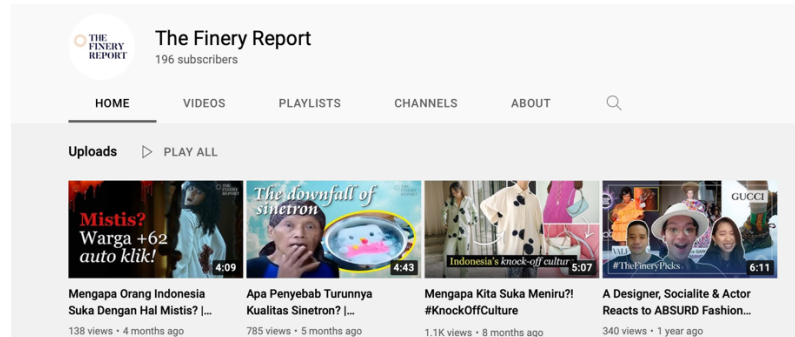 THE
FINERY
REPORT
The Finery Report
196 subscribers
HOME VIDEOS PLAYLISTS CHANNELS ABOUT
Uploads PLAY ALL
THE
FINERY
REPORT
Mistis?
Warga +62
auto klik!
4:09
The downfall of
sinetron
4:43
Indonesia's knock-off cultur
5:07
GUCCI
#TheFineryPicks
6:11
Mengapa Orang Indonesia
Suka Dengan Hal Mistis? |...
138 views • 4 months ago
Apa Penyebab Turunnya
Kualitas Sinetron? |...
785 views • 5 months ago
Mengapa Kita Suka Meniru?!
#KnockOffCulture
1.1K views • 8 months ago
A Designer, Socialite & Actor
Reacts to ABSURD Fashion...
340 views • 1 year ago